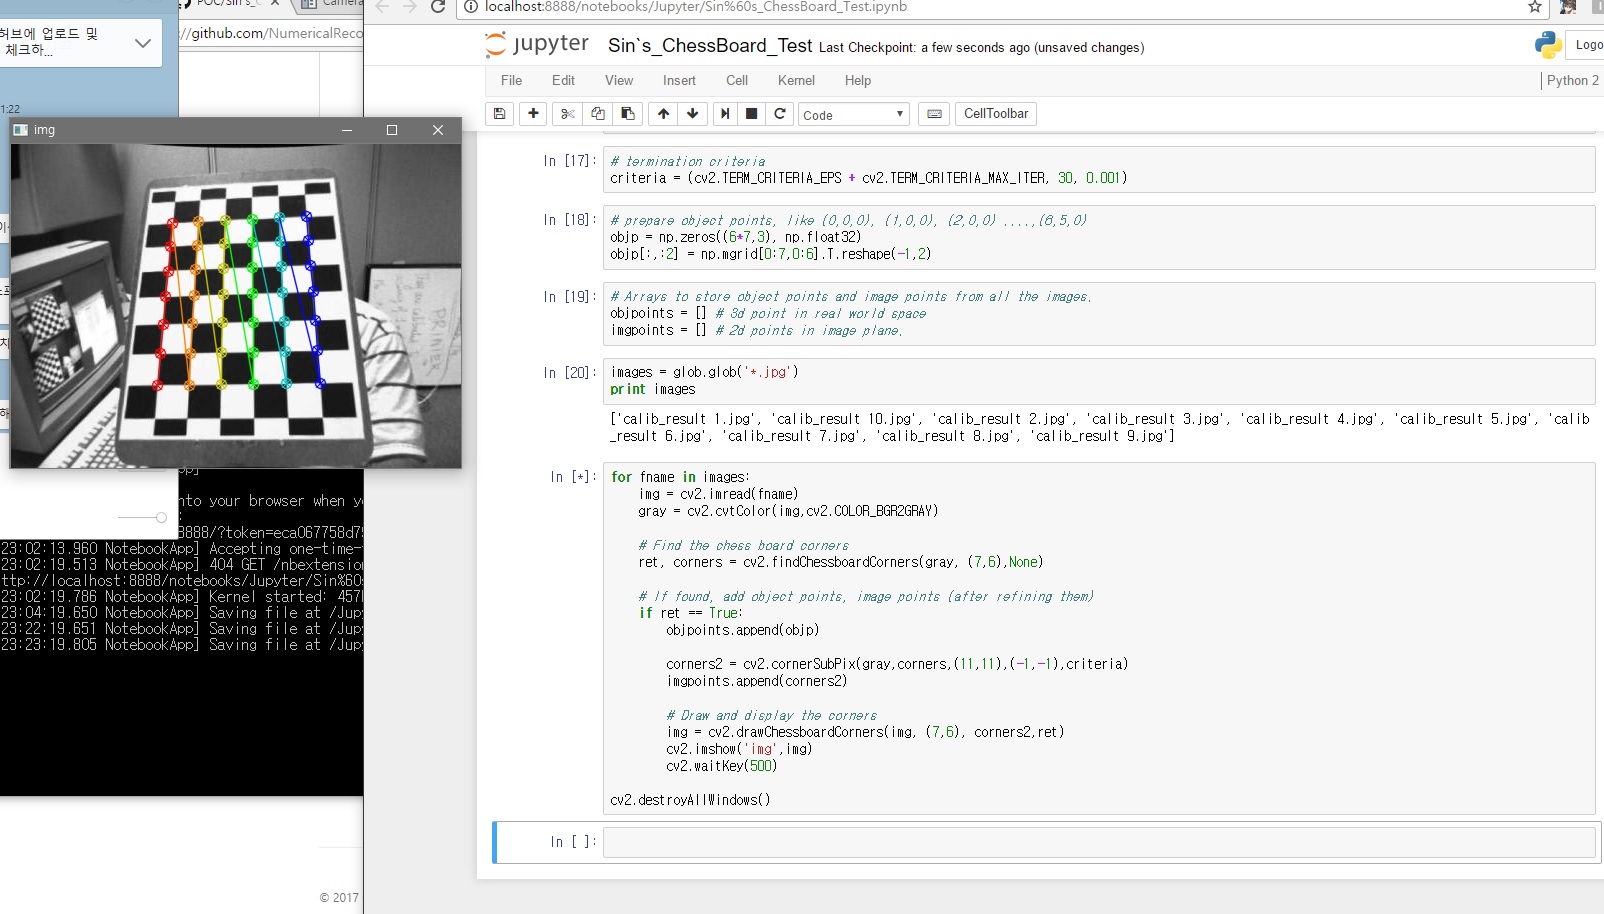 POC/Sin's_
Camera
localhost:8888/notebooks/Jupyter/Sin%60s_ChessBoard_Test.ipynb
허브에 업로드 및
체크하...
://github.com/NumericalReco
1:22
jupyter Sin`s_ChessBoard_Test Last Checkpoint: a few seconds ago (unsaved changes)
Logo
File Edit View Insert Cell Kernel Help
Python 2
Code
CellToolbar
img
In [17]:
# termination criteria
criteria = (cv2.TERM_CRITERIA_EPS + cv2.TERM_CRITERIA_MAX_ITER, 30, 0.001)
In [18]:
# prepare object points, like (0,0,0), (1,0,0), (2,0,0) ....,(6,5,0)
objp = np.zeros((6*7,3), np.float32)
objp[:,:2] = np.mgrid[0:7,0:6].T.reshape(-1,2)
In [19]:
# Arrays to store object points and image points from all the images.
objpoints = [] # 3d point in real world space
imgpoints = [] # 2d points in image plane.
In [20]:
images = glob.glob('*.jpg')
print images
['calib_result 1.jpg', 'calib_result 10.jpg', 'calib_result 2.jpg', 'calib_result 3.jpg', 'calib_result 4.jpg', 'calib_result 5.jpg', 'calib
_result 6.jpg', 'calib_result 7.jpg', 'calib_result 8.jpg', 'calib_result 9.jpg']
In [*]:
for fname in images:
    img = cv2.imread(fname)
    gray = cv2.cvtColor(img,cv2.COLOR_BGR2GRAY)
    # Find the chess board corners
    ret, corners = cv2.findChessboardCorners(gray, (7,6),None)
    # If found, add object points, image points (after refining them)
    if ret == True:
        objpoints.append(objp)
        corners2 = cv2.cornerSubPix(gray,corners,(11,11),(-1,-1),criteria)
        imgpoints.append(corners2)
        # Draw and display the corners
        img = cv2.drawChessboardCorners(img, (7,6), corners2,ret)
        cv2.imshow('img',img)
        cv2.waitKey(500)
cv2.destroyAllWindows()
In [ ]:
pp]
nto your browser when y
:
8888/?token=eca067758d7
23:02:13.960 NotebookApp] Accepting one-time-
23:02:19.513 NotebookApp] 404 GET /nbextension
ttp://localhost:8888/notebooks/Jupyter/Sin%60
23:02:19.786 NotebookApp] Kernel started: 457
23:04:19.650 NotebookApp] Saving file at /Jup
23:22:19.651 NotebookApp] Saving file at /Jup
23:23:19.805 NotebookApp] Saving file at /Jup
© 2017